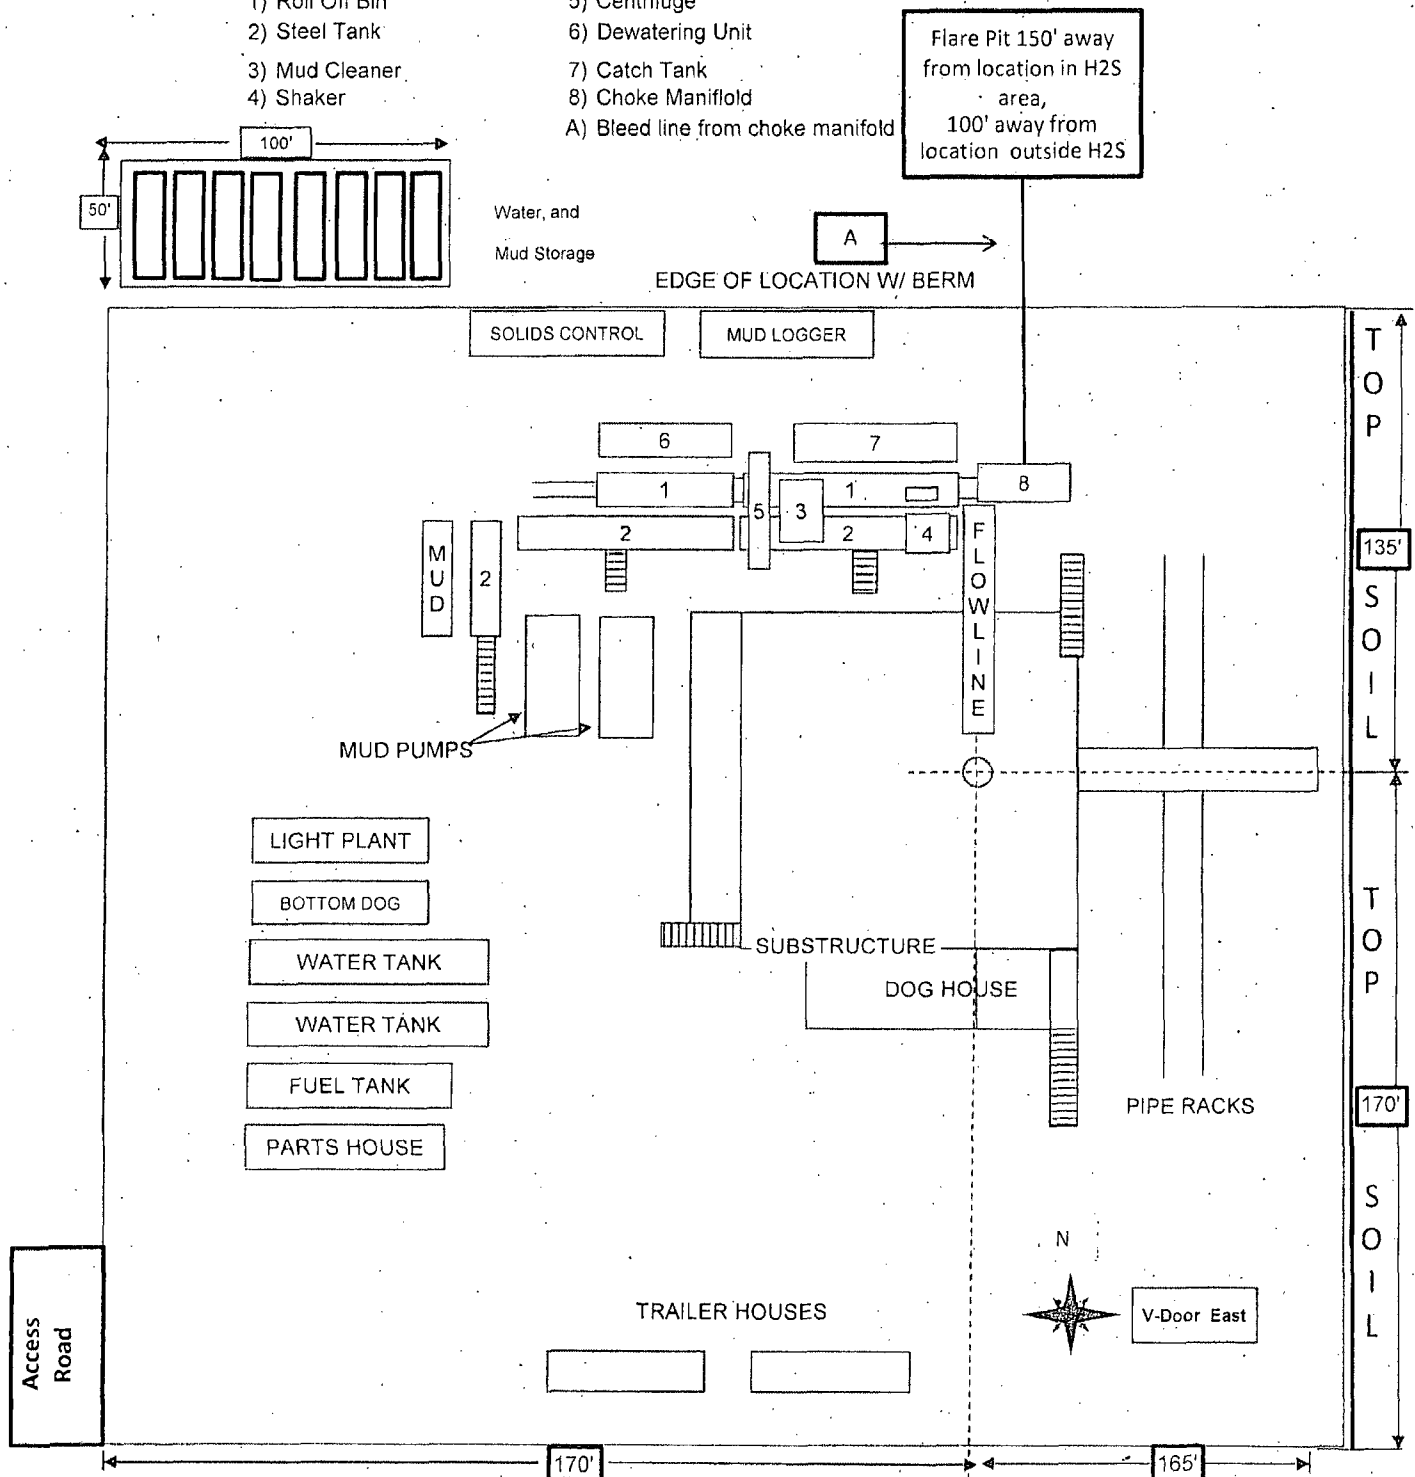 1) Roll Off Bin
5) Centrifuge
2) Steel Tank
6) Dewatering Unit
3) Mud Cleaner
7) Catch Tank
4) Shaker
8) Choke Maniflold
A) Bleed line from choke manifold
Flare Pit 150' away
from location in H2S
area,
100' away from
location outside H2S
100'
50'
Water, and
Mud Storage
A
EDGE OF LOCATION W/ BERM
SOLIDS CONTROL
MUD LOGGER
6
7
1
1
8
5
3
2
2
4
MUD
2
FLOWLINE
TOP SOIL
135'
MUD PUMPS
LIGHT PLANT
BOTTOM DOG
WATER TANK
WATER TANK
FUEL TANK
PARTS HOUSE
SUBSTRUCTURE
DOG HOUSE
PIPE RACKS
TOP SOIL
170'
N
V-Door East
TRAILER HOUSES
Access
Road
170'
165'